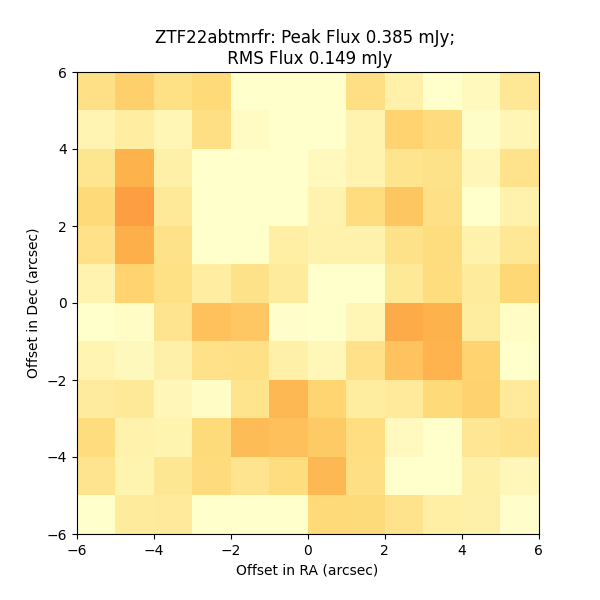 ZTF22abtmrfr: Peak Flux 0.385 mJy;
RMS Flux 0.149 mJy
6
4
2
0
−2
−4
−6
Offset in Dec (arcsec)
−6 −4 −2 0 2 4 6
Offset in RA (arcsec)